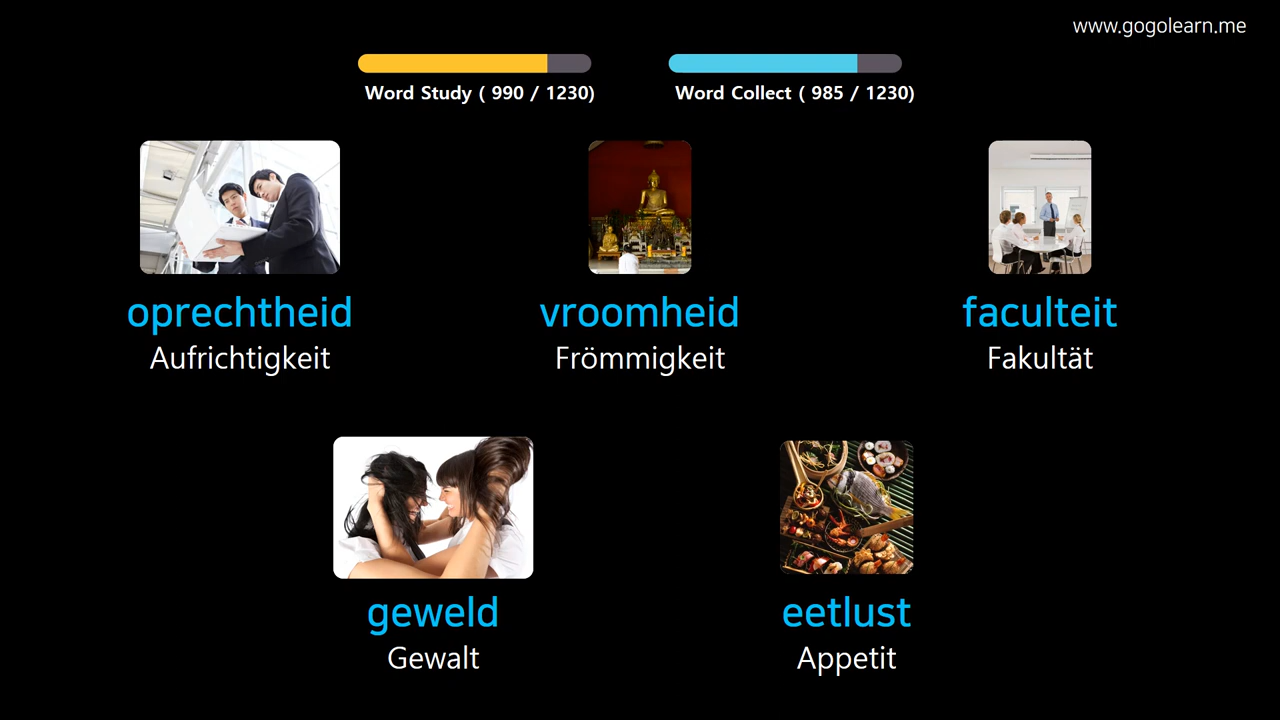 www.gogolearn.me
Word Study ( 990 / 1230)
Word Collect ( 985 / 1230)
oprechtheid
Aufrichtigkeit
vroomheid
Frömmigkeit
faculteit
Fakultät
geweld
Gewalt
eetlust
Appetit